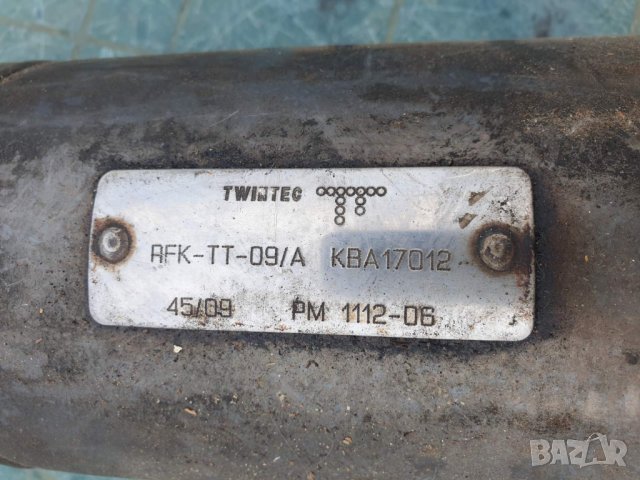 TWINTEC
RFK-TT-09/A KBA17012
45/09 PM 1112-06
BAZAR